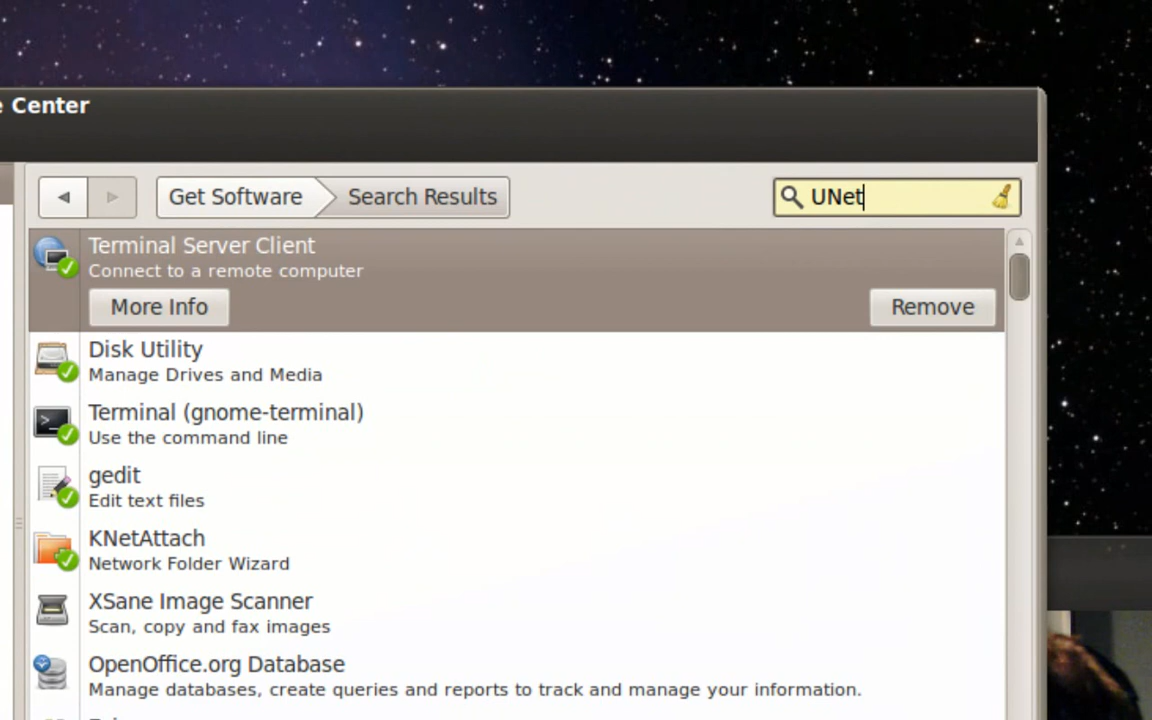 e Center
Get Software
Search Results
UNet
Terminal Server Client
Connect to a remote computer
More Info
Remove
Disk Utility
Manage Drives and Media
Terminal (gnome-terminal)
Use the command line
gedit
Edit text files
KNetAttach
Network Folder Wizard
XSane Image Scanner
Scan, copy and fax images
OpenOffice.org Database
Manage databases, create queries and reports to track and manage your information.